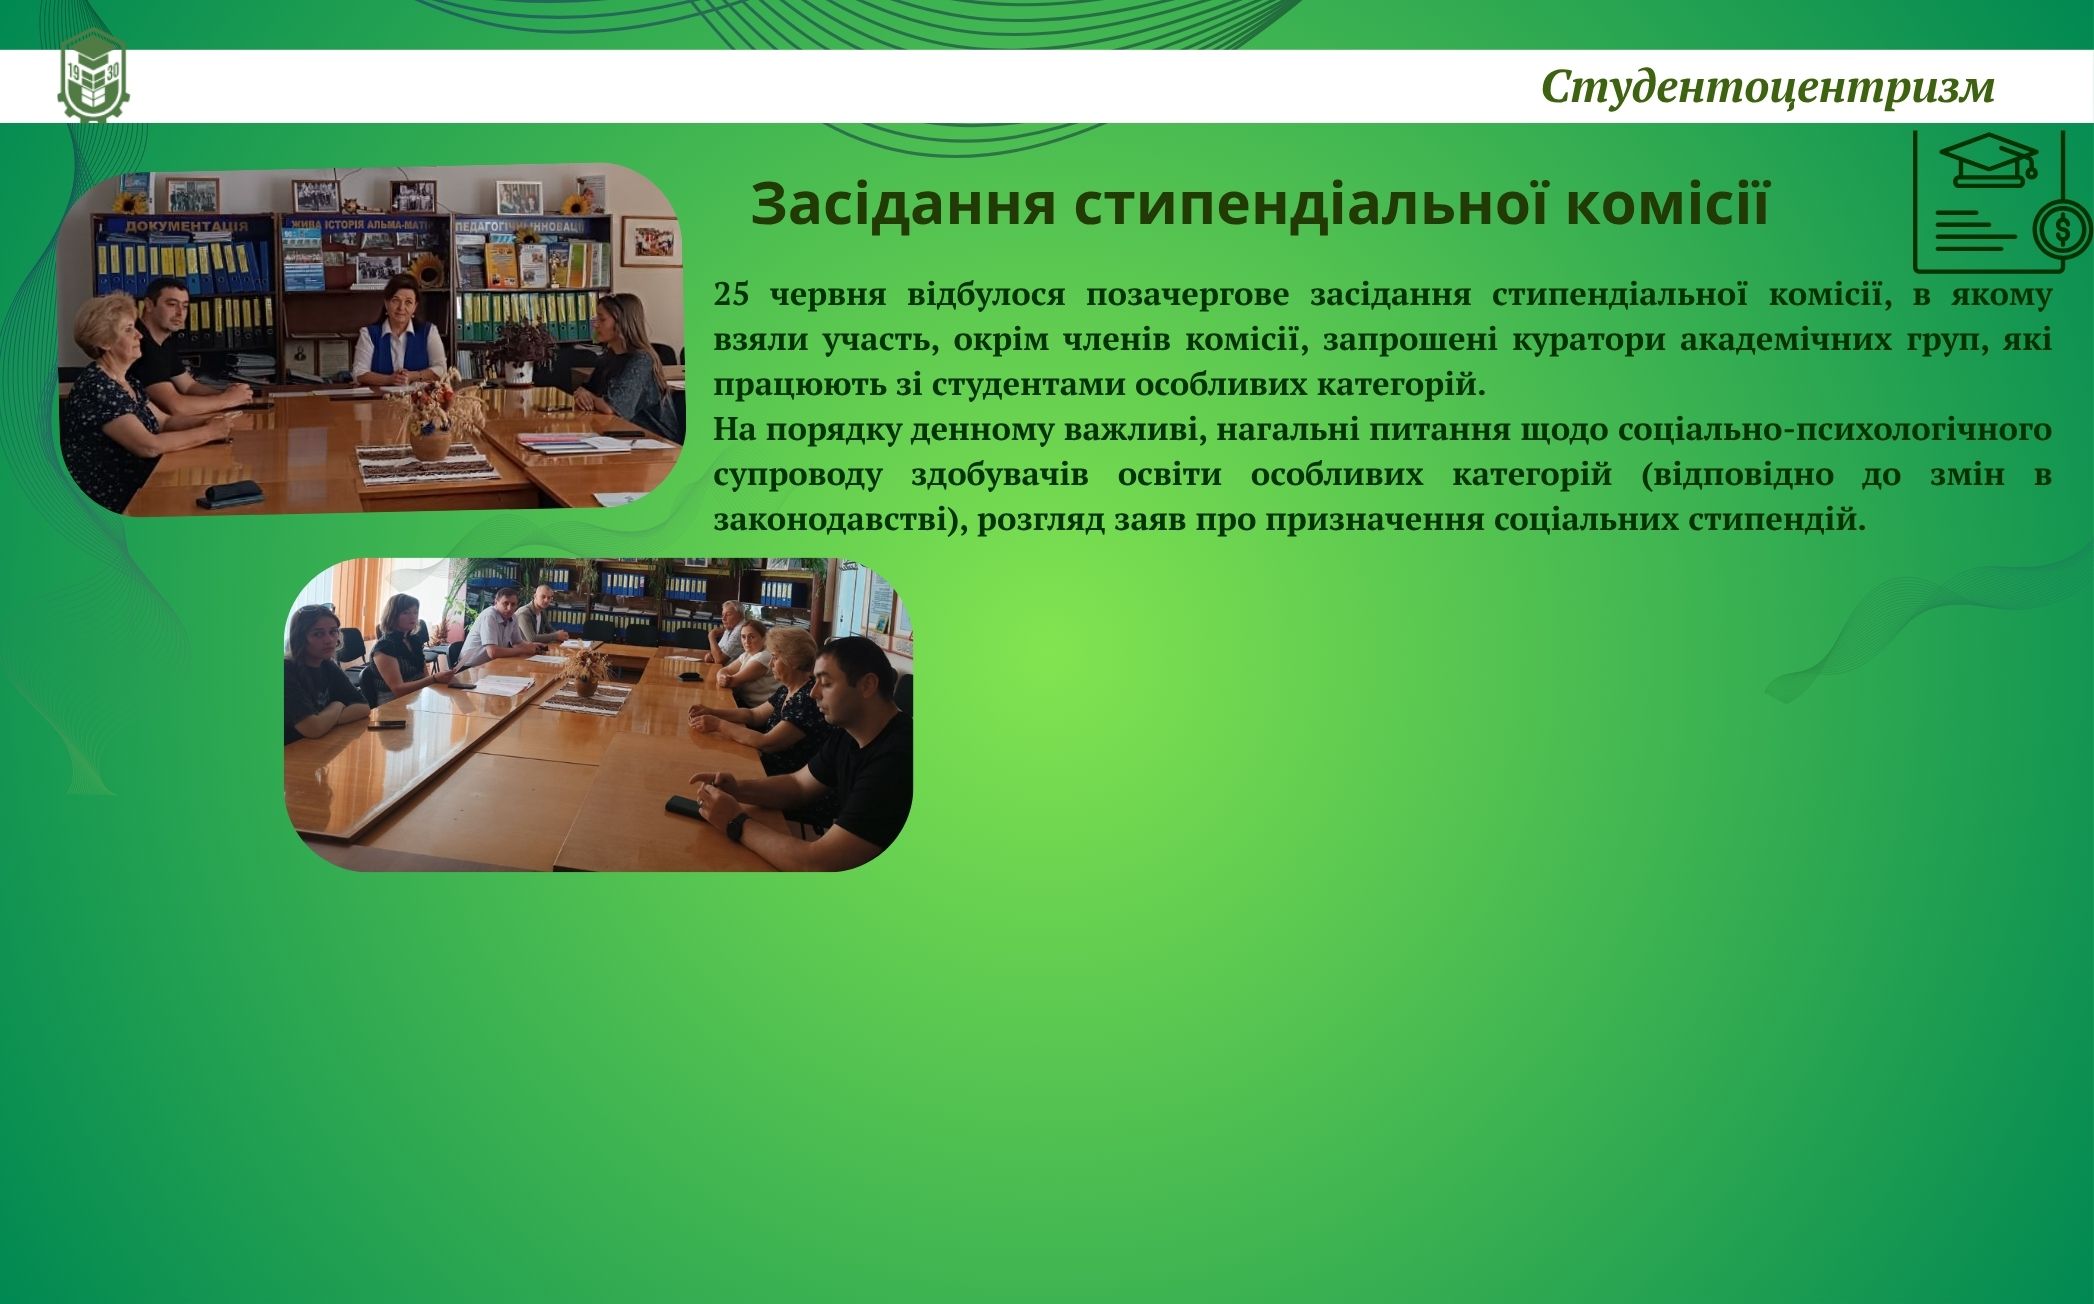 19 30
Студентоцентризм
Засідання стипендіальної комісії
25 червня відбулося позачергове засідання стипендіальної комісії, в якому
взяли участь, окрім членів комісії, запрошені куратори академічних груп, які
працюють зі студентами особливих категорій.
На порядку денному важливі, нагальні питання щодо соціально-психологічного
супроводу здобувачів освіти особливих категорій (відповідно до змін в
законодавстві), розгляд заяв про призначення соціальних стипендій.
$
ДОКУМЕНТАЦІЯ
ЖИВА ІСТОРІЯ АЛЬМА-МАТ
ПЕДАГОГІЧНІ ІННОВАЦІ